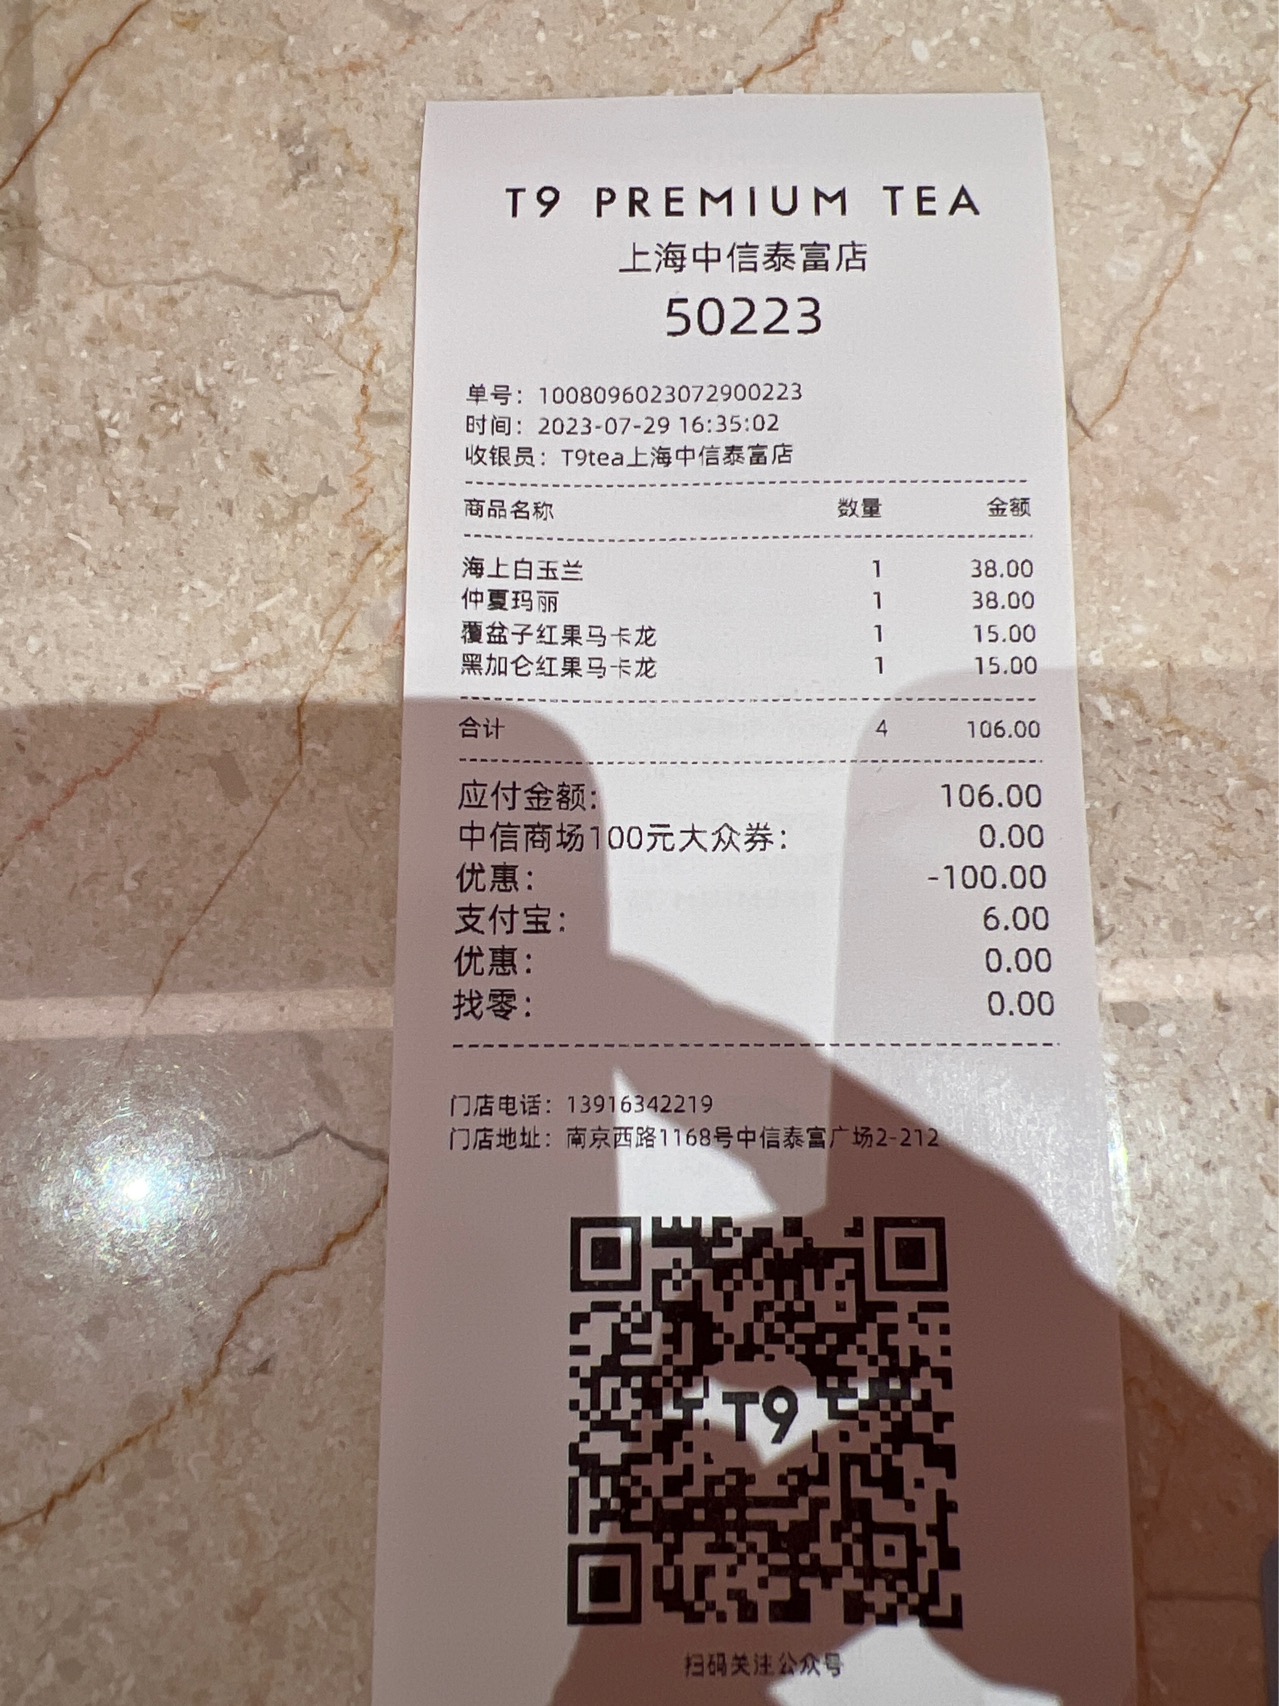 T9 PREMIUM TEA
上海中信泰富店
50223
单号：1008096023072900223
时间：2023-07-29 16:35:02
收银员：T9tea上海中信泰富店
商品名称 数量 金额
海上白玉兰 1 38.00
仲夏玛丽 1 38.00
覆盆子红果马卡龙 1 15.00
黑加仑红果马卡龙 1 15.00
合计 4 106.00
应付金额: 106.00
中信商场100元大众券： 0.00
优惠： -100.00
支付宝： 6.00
优惠： 0.00
找零： 0.00
门店电话：13916342219
门店地址：南京西路1168号中信泰富广场2-212
T9
扫码关注公众号